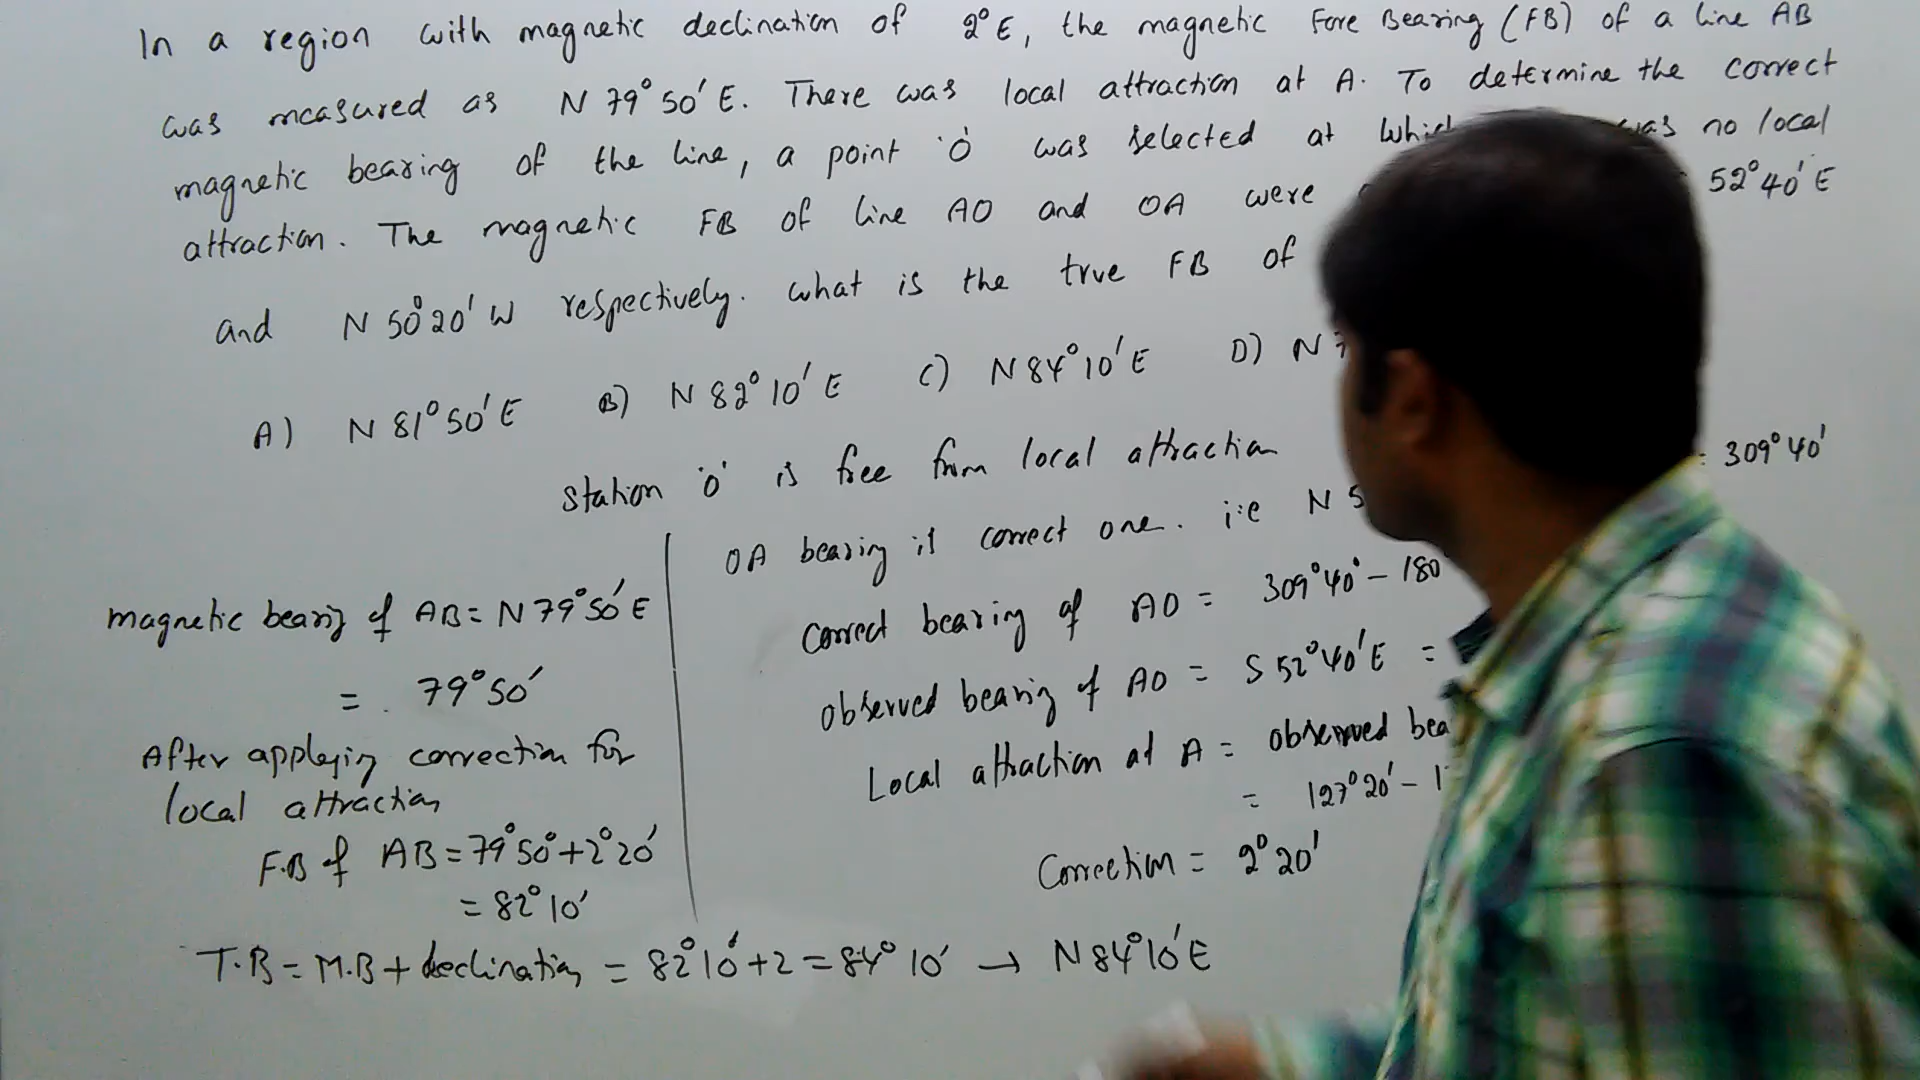 In a region with magnetic declination of 2° E, the magnetic Fore Bearing (FB) of a line AB
was measured as N 79° 50' E. There was local attraction at A. To determine the correct
magnetic bearing of the line, a point 'O' was selected at was no local
attraction. The magnetic FB of line AO and OA were 52° 40' E
and N 50° 20' W respectively. what is the true FB of
A) N 81° 50' E B) N 82° 10' E C) N 84° 10' E D) N
station 'O' is free from local attraction
OA bearing is correct one. i.e N 5 : 309° 40'
Correct bearing of AO = 309° 40' - 180
observed bearing of AO = S 52° 40' E =
Local attraction at A = observed bea
= 127° 20' - 1
Correction = 2° 20'
magnetic bearing of AB = N 79° 50' E
= 79° 50'
After applying correction for
local attraction
F.B of AB = 79° 50' + 2° 20'
= 82° 10'
T.B = M.B + declination = 82° 10' + 2 = 84° 10' → N 84° 10' E